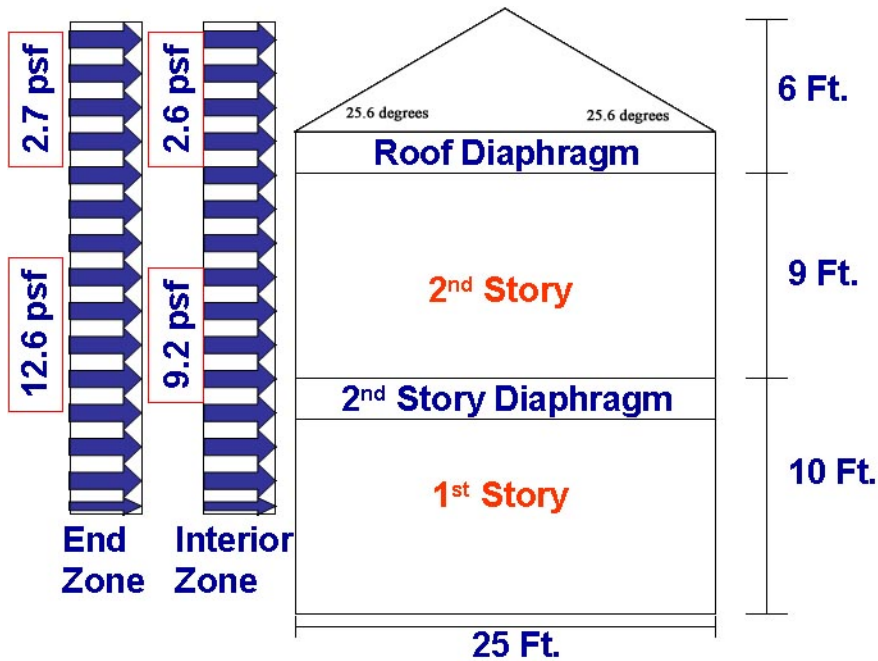 2.7 psf
2.6 psf
25.6 degrees
25.6 degrees
6 Ft.
Roof Diaphragm
12.6 psf
9.2 psf
2nd Story
9 Ft.
2nd Story Diaphragm
1st Story
10 Ft.
End
Zone
Interior
Zone
25 Ft.